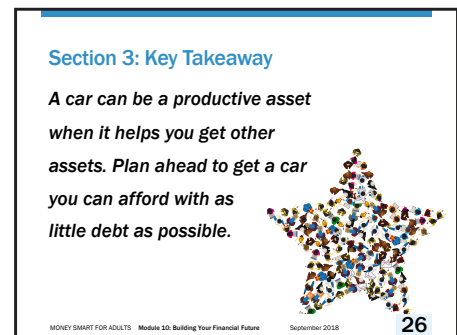 Section 3: Key Takeaway
A car can be a productive asset
when it helps you get other
assets. Plan ahead to get a car
you can afford with as
little debt as possible.
MONEY SMART FOR ADULTS Module 10: Building Your Financial Future September 2018 26